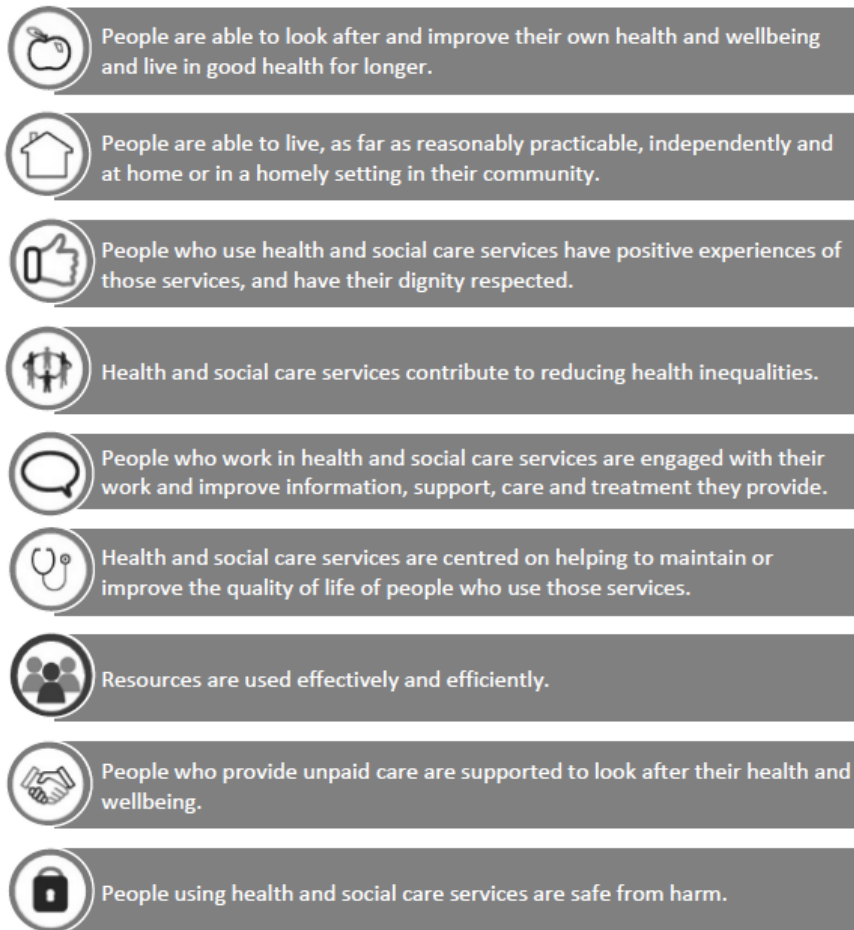 People are able to look after and improve their own health and wellbeing
and live in good health for longer.
People are able to live, as far as reasonably practicable, independently and
at home or in a homely setting in their community.
People who use health and social care services have positive experiences of
those services, and have their dignity respected.
Health and social care services contribute to reducing health inequalities.
People who work in health and social care services are engaged with their
work and improve information, support, care and treatment they provide.
Health and social care services are centred on helping to maintain or
improve the quality of life of people who use those services.
Resources are used effectively and efficiently.
People who provide unpaid care are supported to look after their health and
wellbeing.
People using health and social care services are safe from harm.